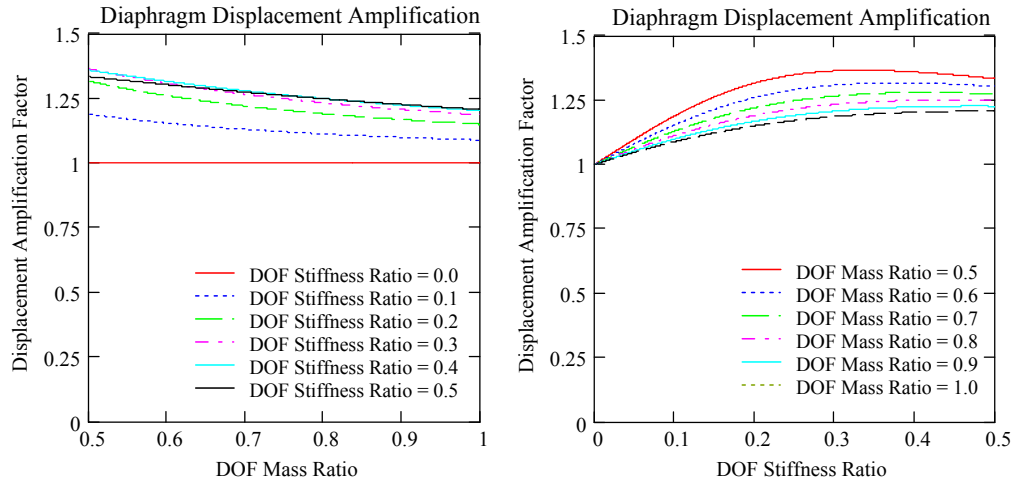 Diaphragm Displacement Amplification
Displacement Amplification Factor
1.5
1.25
1
0.75
0.5
0.25
0
DOF Stiffness Ratio = 0.0
DOF Stiffness Ratio = 0.1
DOF Stiffness Ratio = 0.2
DOF Stiffness Ratio = 0.3
DOF Stiffness Ratio = 0.4
DOF Stiffness Ratio = 0.5
0.5 0.6 0.7 0.8 0.9 1
DOF Mass Ratio
Diaphragm Displacement Amplification
Displacement Amplification Factor
1.5
1.25
1
0.75
0.5
0.25
0
DOF Mass Ratio = 0.5
DOF Mass Ratio = 0.6
DOF Mass Ratio = 0.7
DOF Mass Ratio = 0.8
DOF Mass Ratio = 0.9
DOF Mass Ratio = 1.0
0 0.1 0.2 0.3 0.4 0.5
DOF Stiffness Ratio